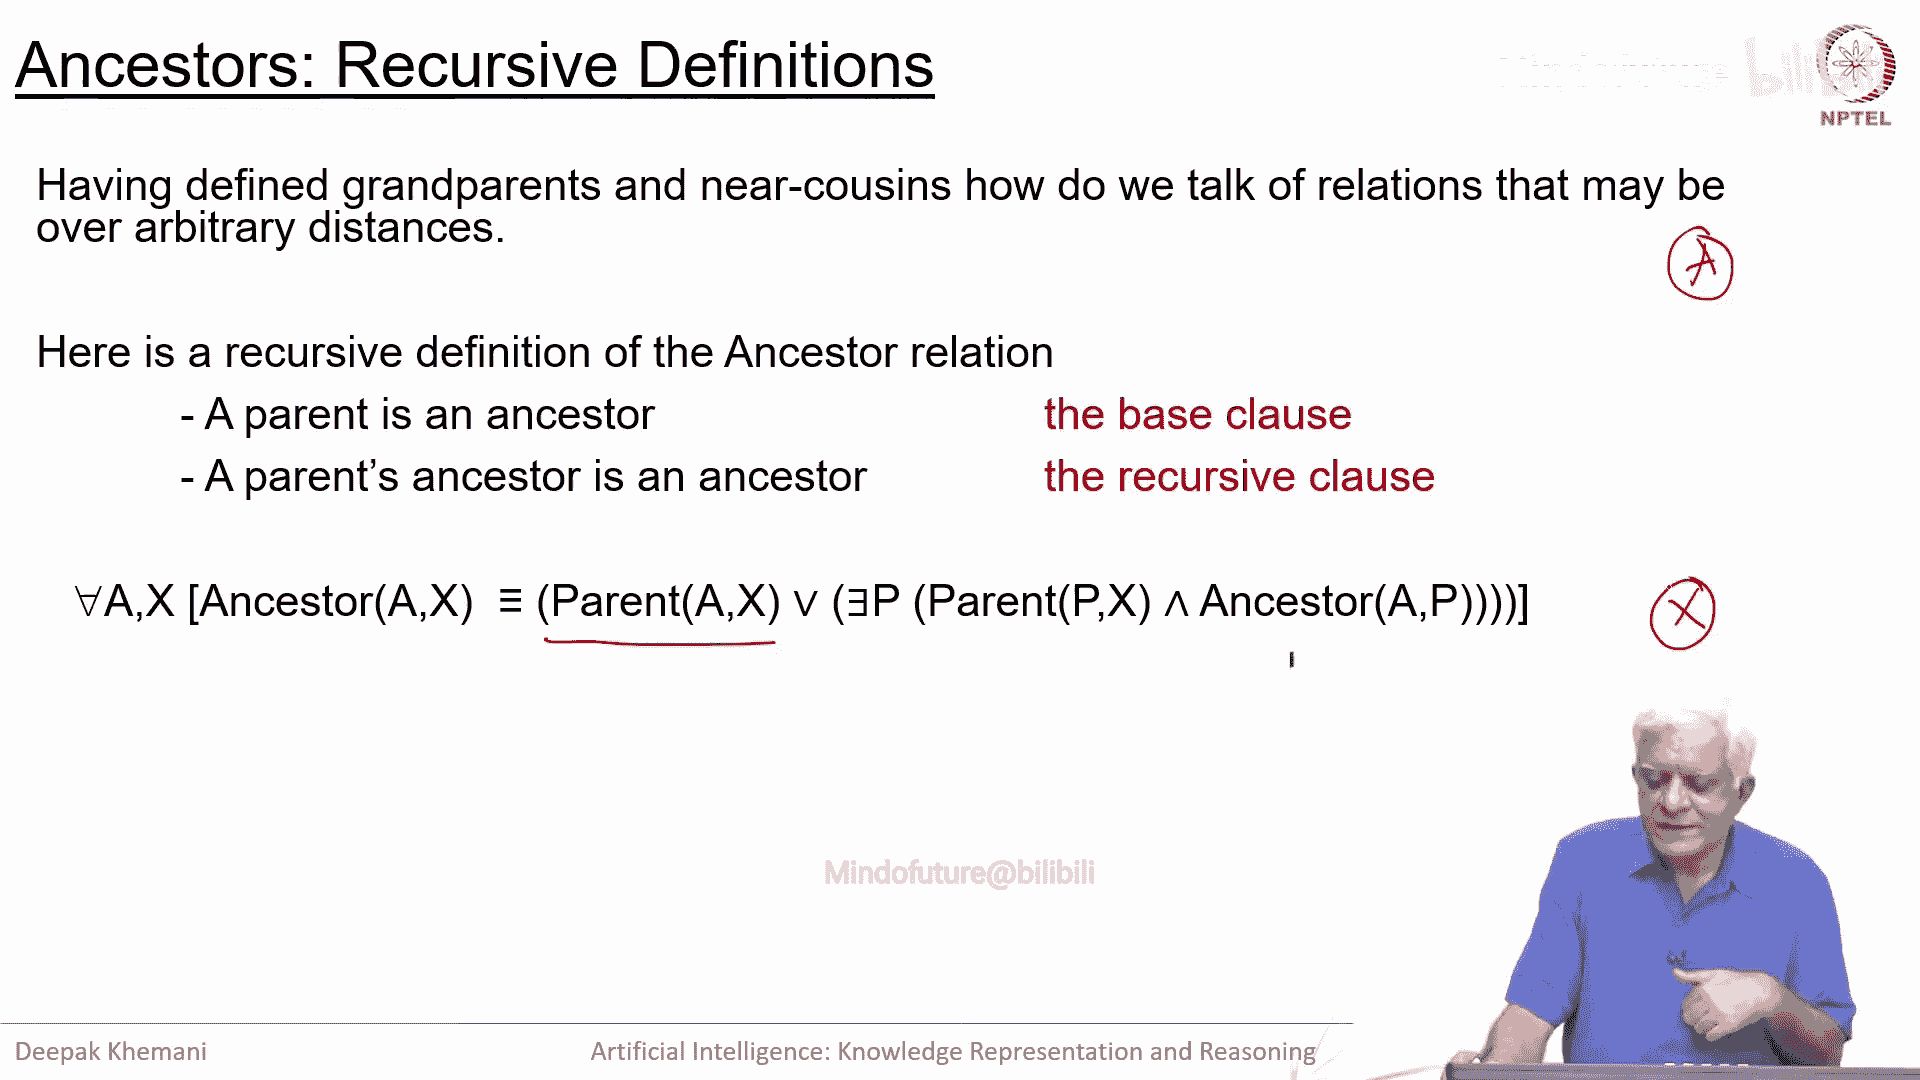 Ancestors: Recursive Definitions
NPTEL
Having defined grandparents and near-cousins how do we talk of relations that may be
over arbitrary distances.
A
Here is a recursive definition of the Ancestor relation
- A parent is an ancestor the base clause
- A parent’s ancestor is an ancestor the recursive clause
∀A,X [Ancestor(A,X) ≡ (Parent(A,X) ∨ (∃P (Parent(P,X) ∧ Ancestor(A,P))))]
X
Mindofuture@bilibili
Deepak Khemani Artificial Intelligence: Knowledge Representation and Reasoning